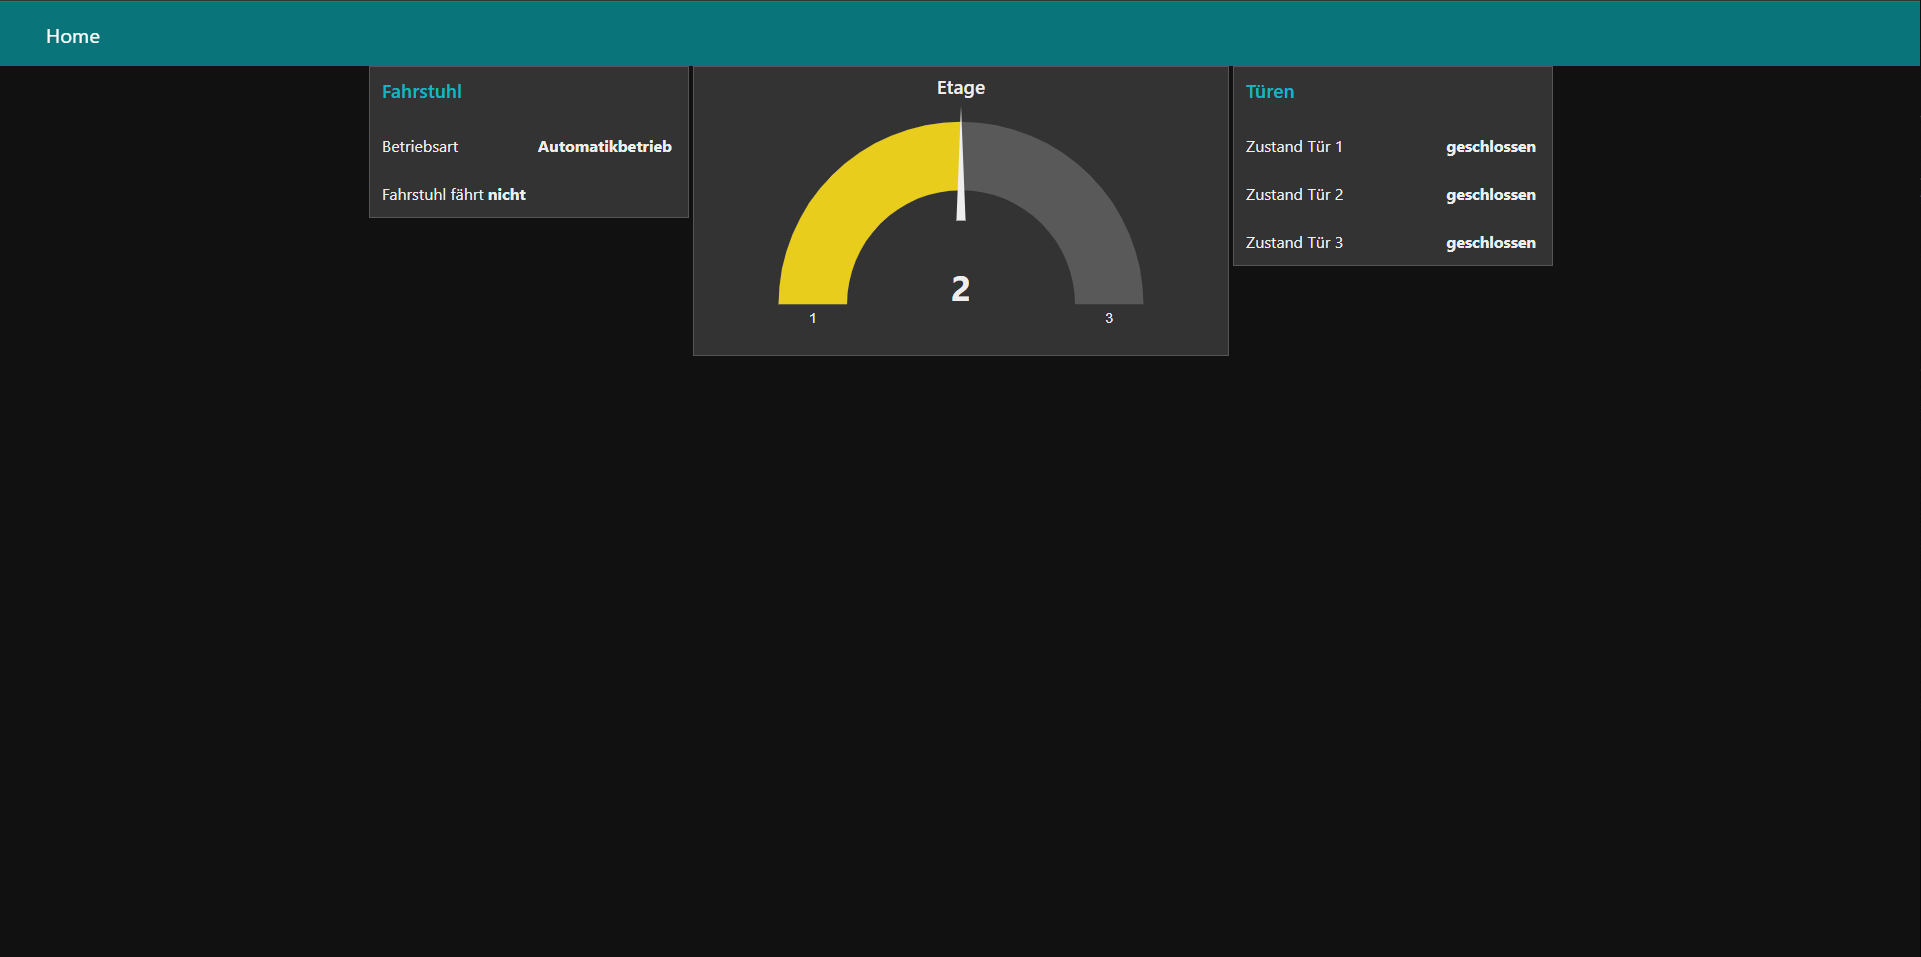 Home
Fahrstuhl
Betriebsart Automatikbetrieb
Fahrstuhl fährt nicht
Etage
2
1 3
Türen
Zustand Tür 1 geschlossen
Zustand Tür 2 geschlossen
Zustand Tür 3 geschlossen